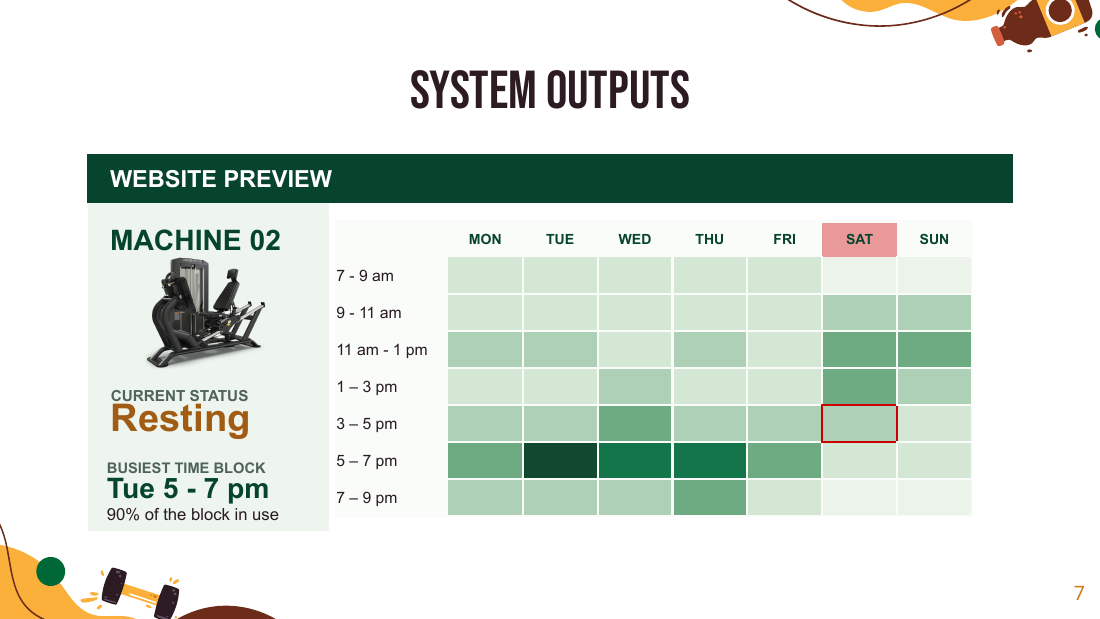 SYSTEM OUTPUTS
WEBSITE PREVIEW
MACHINE 02
CURRENT STATUS
Resting
BUSIEST TIME BLOCK
Tue 5 - 7 pm
90% of the block in use
MON TUE WED THU FRI SAT SUN
7 - 9 am
9 - 11 am
11 am - 1 pm
1 – 3 pm
3 – 5 pm
5 – 7 pm
7 – 9 pm
7